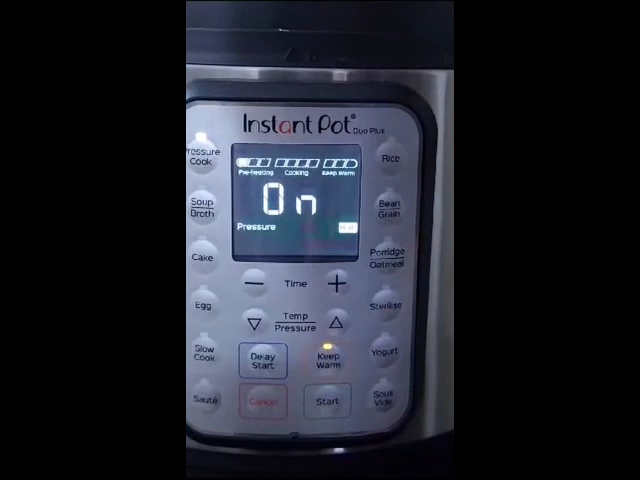 Instant Pot®
Duo Plus
Pre-heating Cooking Keep Warm
On
Pressure
Pressure
Cook
Soup
Broth
Cake
Egg
Slow
Cook
Sauté
Rice
Bean
Grain
Porridge
Oatmeal
Sterilise
Yogurt
Sous
Vide
− Time +
Temp
Pressure
Delay
Start
Keep
Warm
Cancel
Start